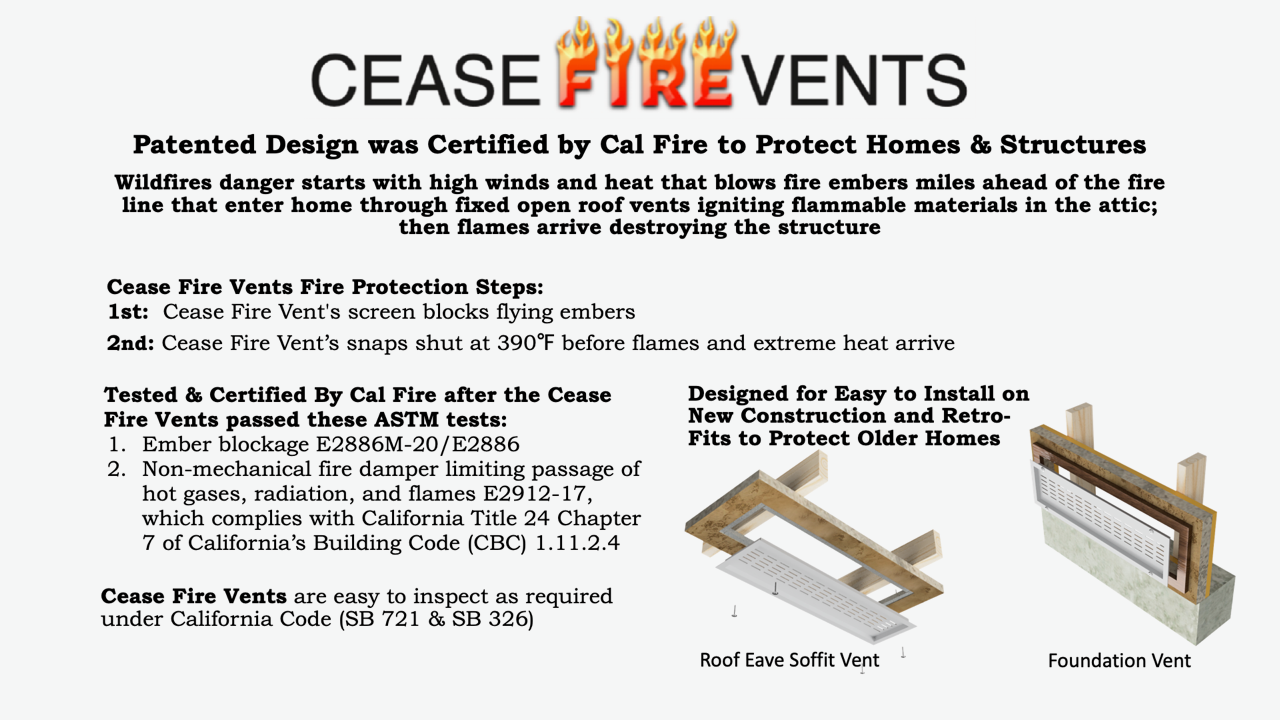 CEASE FIRE VENTS
Patented Design was Certified by Cal Fire to Protect Homes & Structures
Wildfires danger starts with high winds and heat that blows fire embers miles ahead of the fire
line that enter home through fixed open roof vents igniting flammable materials in the attic;
then flames arrive destroying the structure
Cease Fire Vents Fire Protection Steps:
1st: Cease Fire Vent's screen blocks flying embers
2nd: Cease Fire Vent’s snaps shut at 390℉ before flames and extreme heat arrive
Tested & Certified By Cal Fire after the Cease
Fire Vents passed these ASTM tests:
1. Ember blockage E2886M-20/E2886
2. Non-mechanical fire damper limiting passage of
hot gases, radiation, and flames E2912-17,
which complies with California Title 24 Chapter
7 of California’s Building Code (CBC) 1.11.2.4
Cease Fire Vents are easy to inspect as required
under California Code (SB 721 & SB 326)
Designed for Easy to Install on
New Construction and Retro-
Fits to Protect Older Homes
Roof Eave Soffit Vent
Foundation Vent